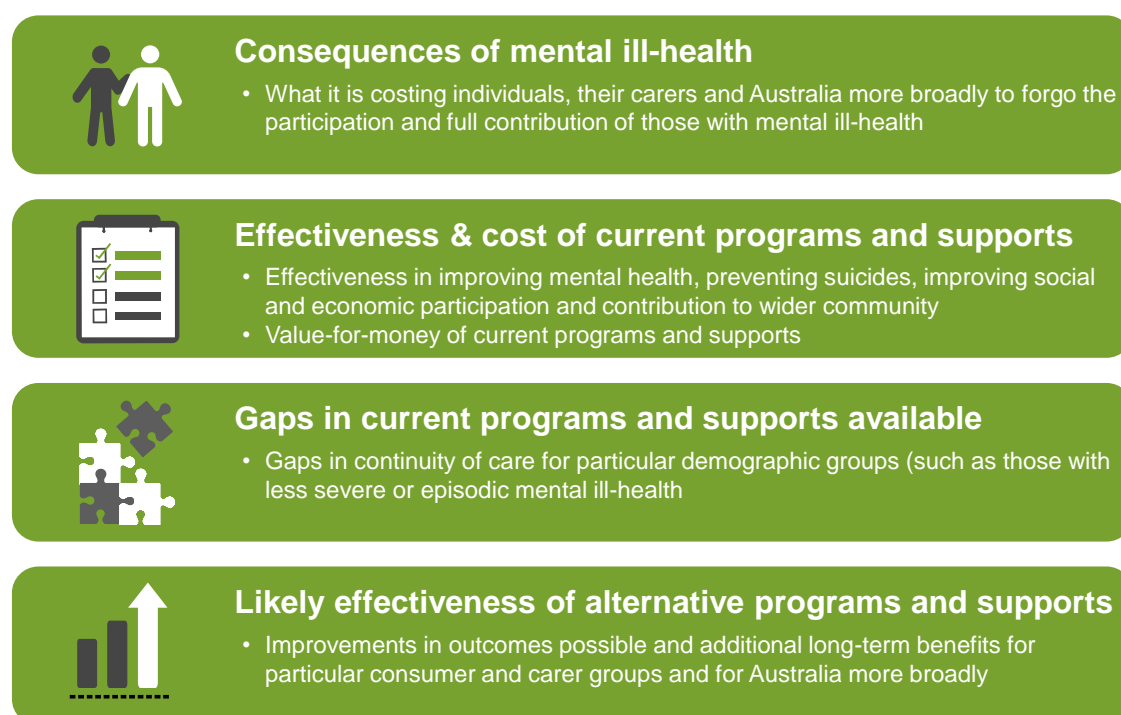 Consequences of mental ill-health
• What it is costing individuals, their carers and Australia more broadly to forgo the
participation and full contribution of those with mental ill-health
Effectiveness & cost of current programs and supports
• Effectiveness in improving mental health, preventing suicides, improving social
and economic participation and contribution to wider community
• Value-for-money of current programs and supports
Gaps in current programs and supports available
• Gaps in continuity of care for particular demographic groups (such as those with
less severe or episodic mental ill-health
Likely effectiveness of alternative programs and supports
• Improvements in outcomes possible and additional long-term benefits for
particular consumer and carer groups and for Australia more broadly